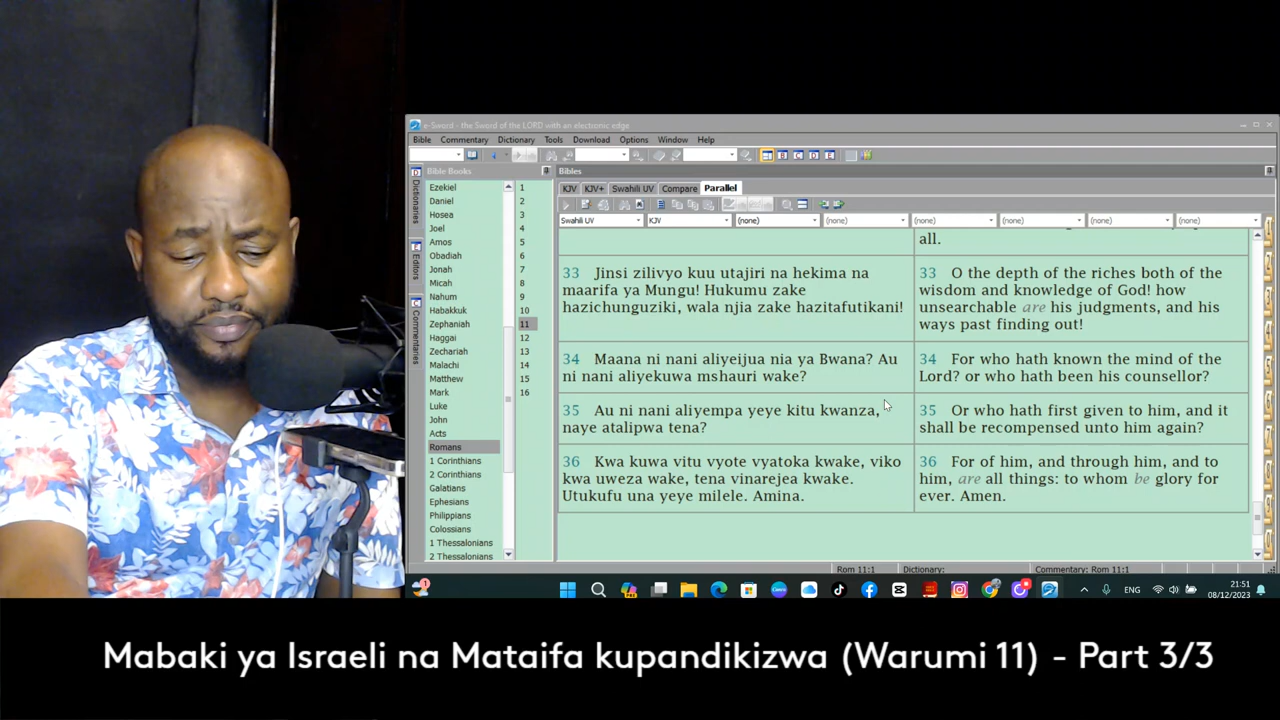 e-Sword - the Sword of the LORD with an electronic edge
Bible Commentary Dictionary Tools Download Options Window Help
Bible Books
Bibles
KJV KJV+ Swahili UV Compare Parallel
Swahili UV KJV (none) (none) (none) (none) (none) (none)
Dictionaries
Editors
Commentaries
Ezekiel
Daniel
Hosea
Joel
Amos
Obadiah
Jonah
Micah
Nahum
Habakkuk
Zephaniah
Haggai
Zechariah
Malachi
Matthew
Mark
Luke
John
Acts
Romans
1 Corinthians
2 Corinthians
Galatians
Ephesians
Philippians
Colossians
1 Thessalonians
2 Thessalonians
1
2
3
4
5
6
7
8
9
10
11
12
13
14
15
16
33 Jinsi zilivyo kuu utajiri na hekima na
maarifa ya Mungu! Hukumu zake
hazichunguziki, wala njia zake hazitafutikani!
34 Maana ni nani aliyeijua nia ya Bwana? Au
ni nani aliyekuwa mshauri wake?
35 Au ni nani aliyempa yeye kitu kwanza,
naye atalipwa tena?
36 Kwa kuwa vitu vyote vyatoka kwake, viko
kwa uweza wake, tena vinarejea kwake.
Utukufu una yeye milele. Amina.
all.
33 O the depth of the riches both of the
wisdom and knowledge of God! how
unsearchable are his judgments, and his
ways past finding out!
34 For who hath known the mind of the
Lord? or who hath been his counsellor?
35 Or who hath first given to him, and it
shall be recompensed unto him again?
36 For of him, and through him, and to
him, are all things: to whom be glory for
ever. Amen.
Rom 11:1 Dictionary: Commentary: Rom 11:1
1
ENG
21:51
08/12/2023
Mabaki ya Israeli na Mataifa kupandikizwa (Warumi 11) - Part 3/3